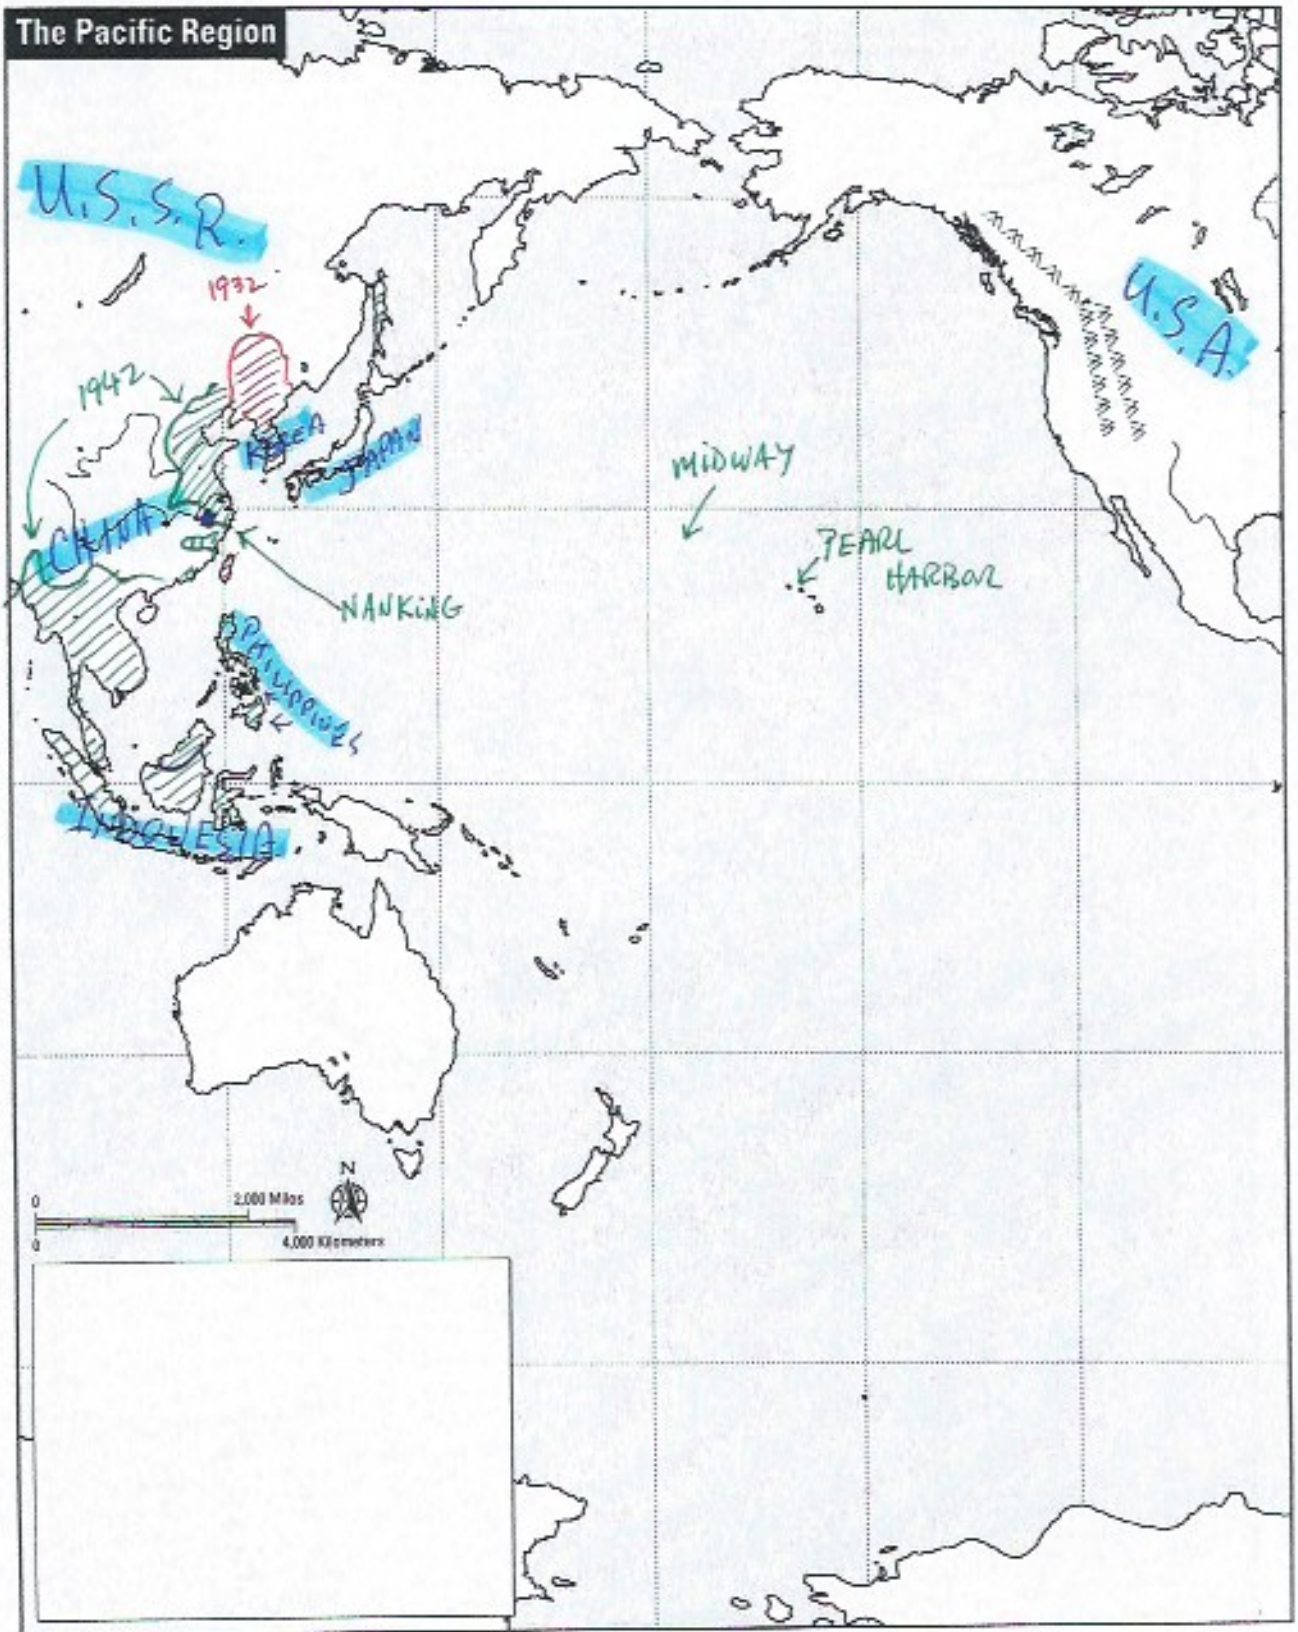 The Pacific Region
U.S.S.R.
1932
U.S.A.
1942
KOREA
JAPAN
MIDWAY
CHINA
PEARL
HARBOR
NANKING
PHILIPPINES
INDONESIA
N
0
2,000 Miles
0
4,000 Kilometers